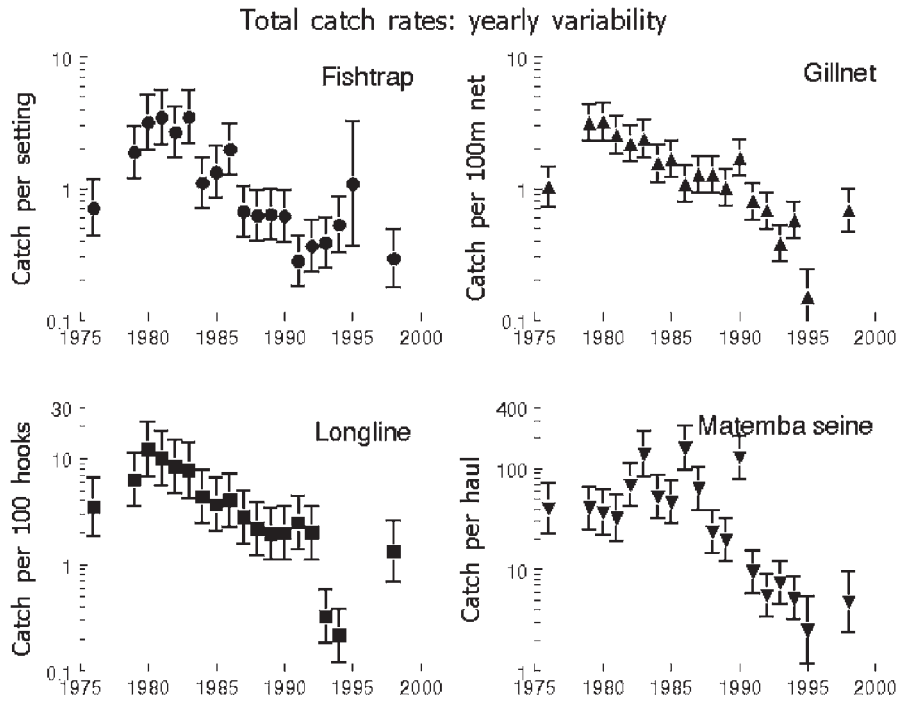 Total catch rates: yearly variability
Fishtrap
Catch per setting
10
1
0.1
1975 1980 1985 1990 1995 2000
Gillnet
Catch per 100m net
10
1
0.1
1975 1980 1985 1990 1995 2000
Longline
Catch per 100 hooks
30
10
1
0.1
1975 1980 1985 1990 1995 2000
Matemba seine
Catch per haul
400
100
10
1
1975 1980 1985 1990 1995 2000